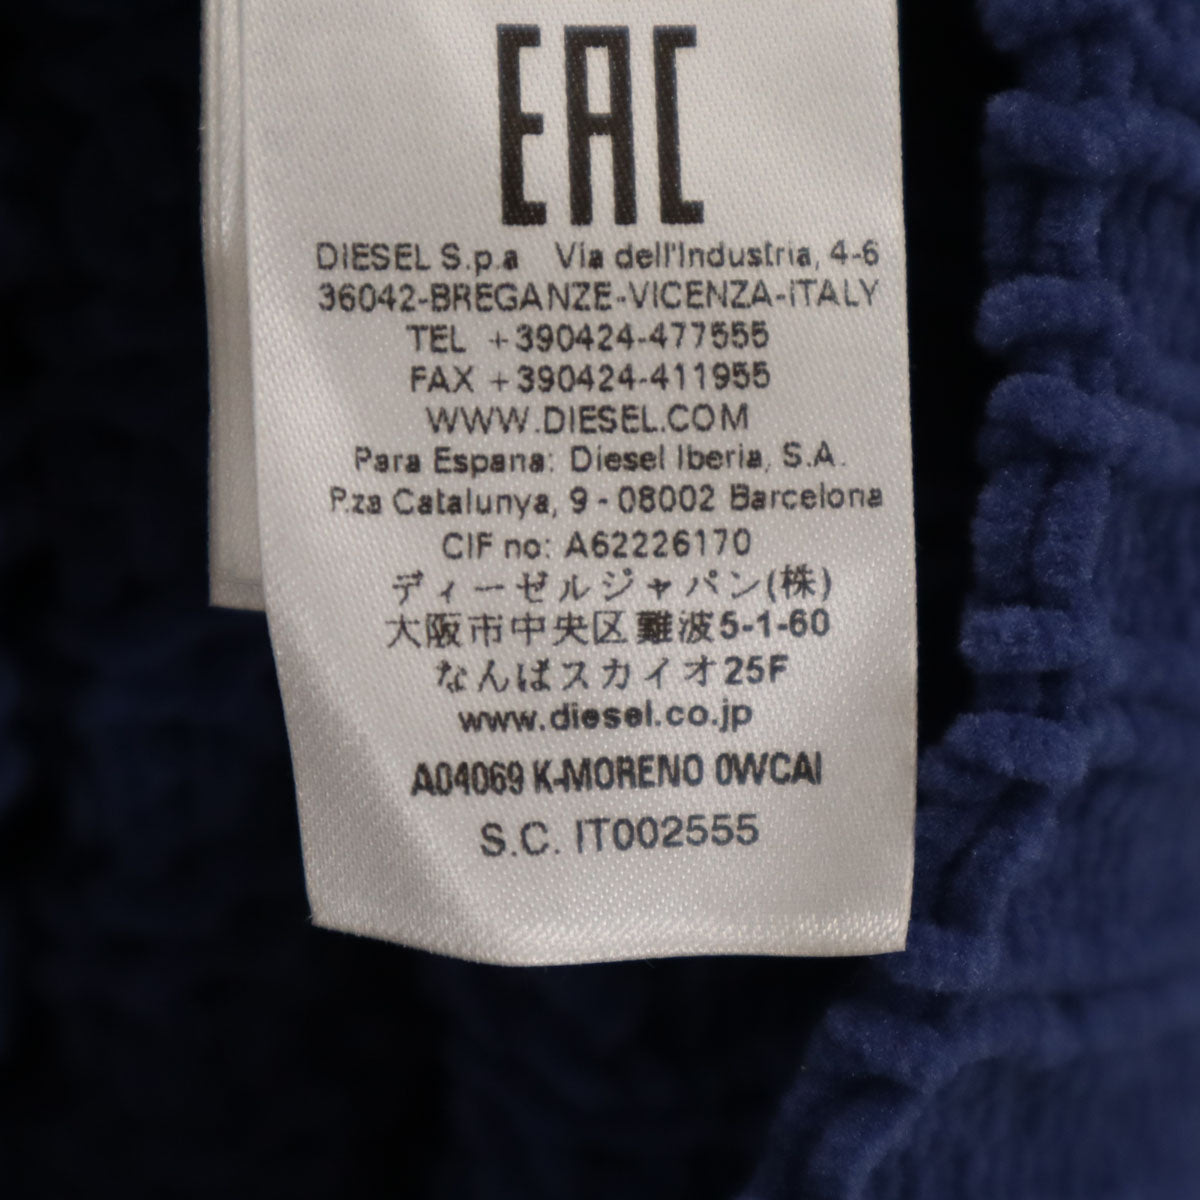 EAC
DIESEL S.p.a Via dell'Industria, 4-6
36042-BREGANZE-VICENZA-ITALY
TEL +390424-477555
FAX +390424-411955
WWW.DIESEL.COM
Para Espana: Diesel Iberia, S.A.
P.za Catalunya, 9 - 08002 Barcelona
CIF no: A62226170
ディーゼルジャパン(株)
大阪市中央区難波5-1-60
なんばスカイオ25F
www.diesel.co.jp
A04069 K-MORENO 0WCAI
S.C. IT002555